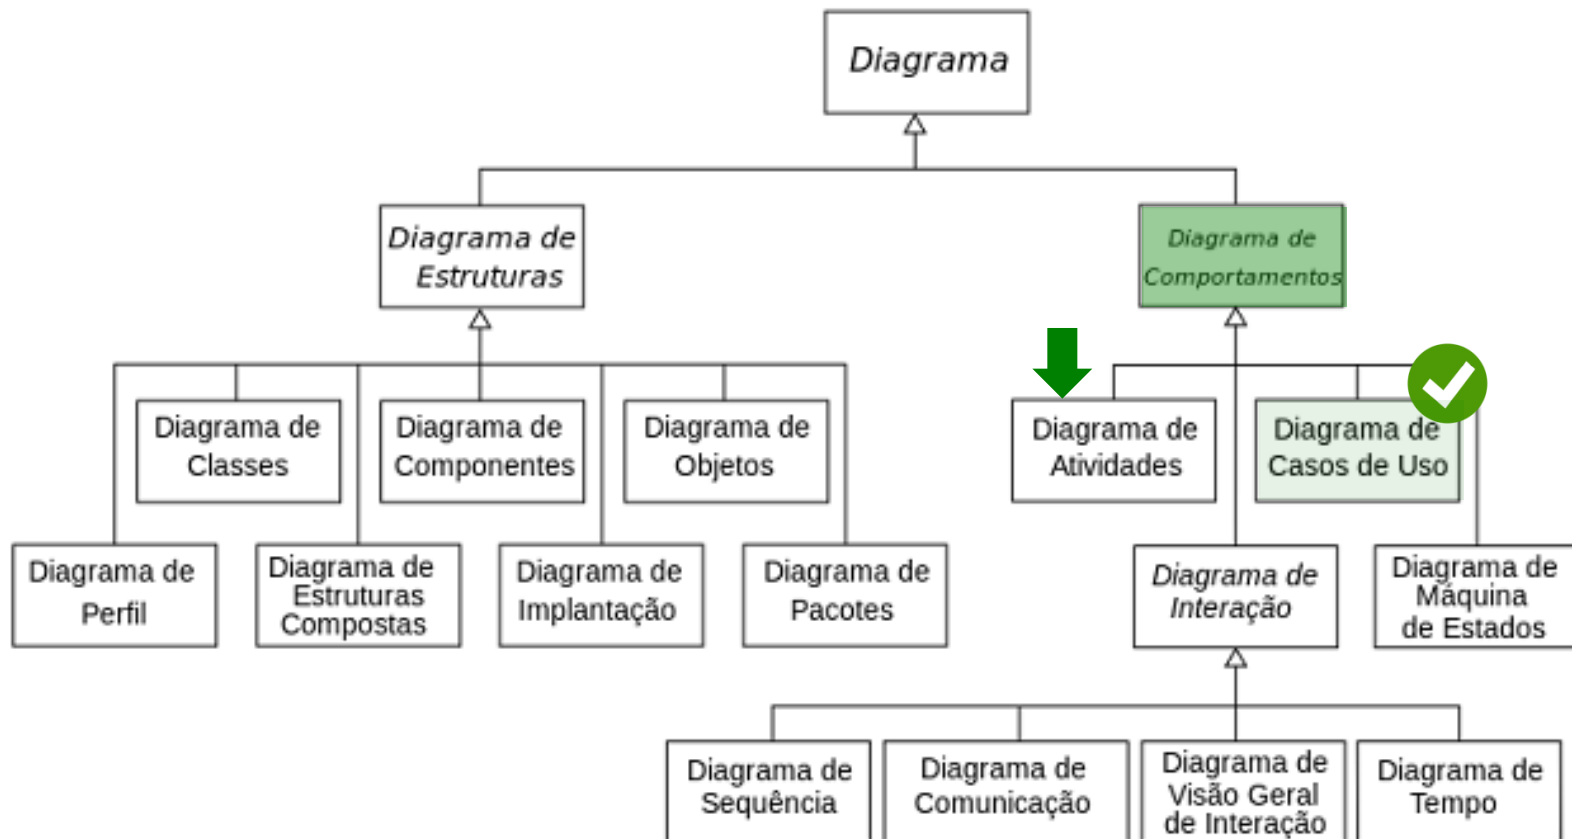 Diagrama
Diagrama de
Estruturas
Diagrama de
Comportamentos
Diagrama de
Classes
Diagrama de
Componentes
Diagrama de
Objetos
Diagrama de
Atividades
Diagrama de
Casos de Uso
Diagrama de
Perfil
Diagrama de
Estruturas
Compostas
Diagrama de
Implantação
Diagrama de
Pacotes
Diagrama de
Interação
Diagrama de
Máquina
de Estados
Diagrama de
Sequência
Diagrama de
Comunicação
Diagrama de
Visão Geral
de Interação
Diagrama de
Tempo